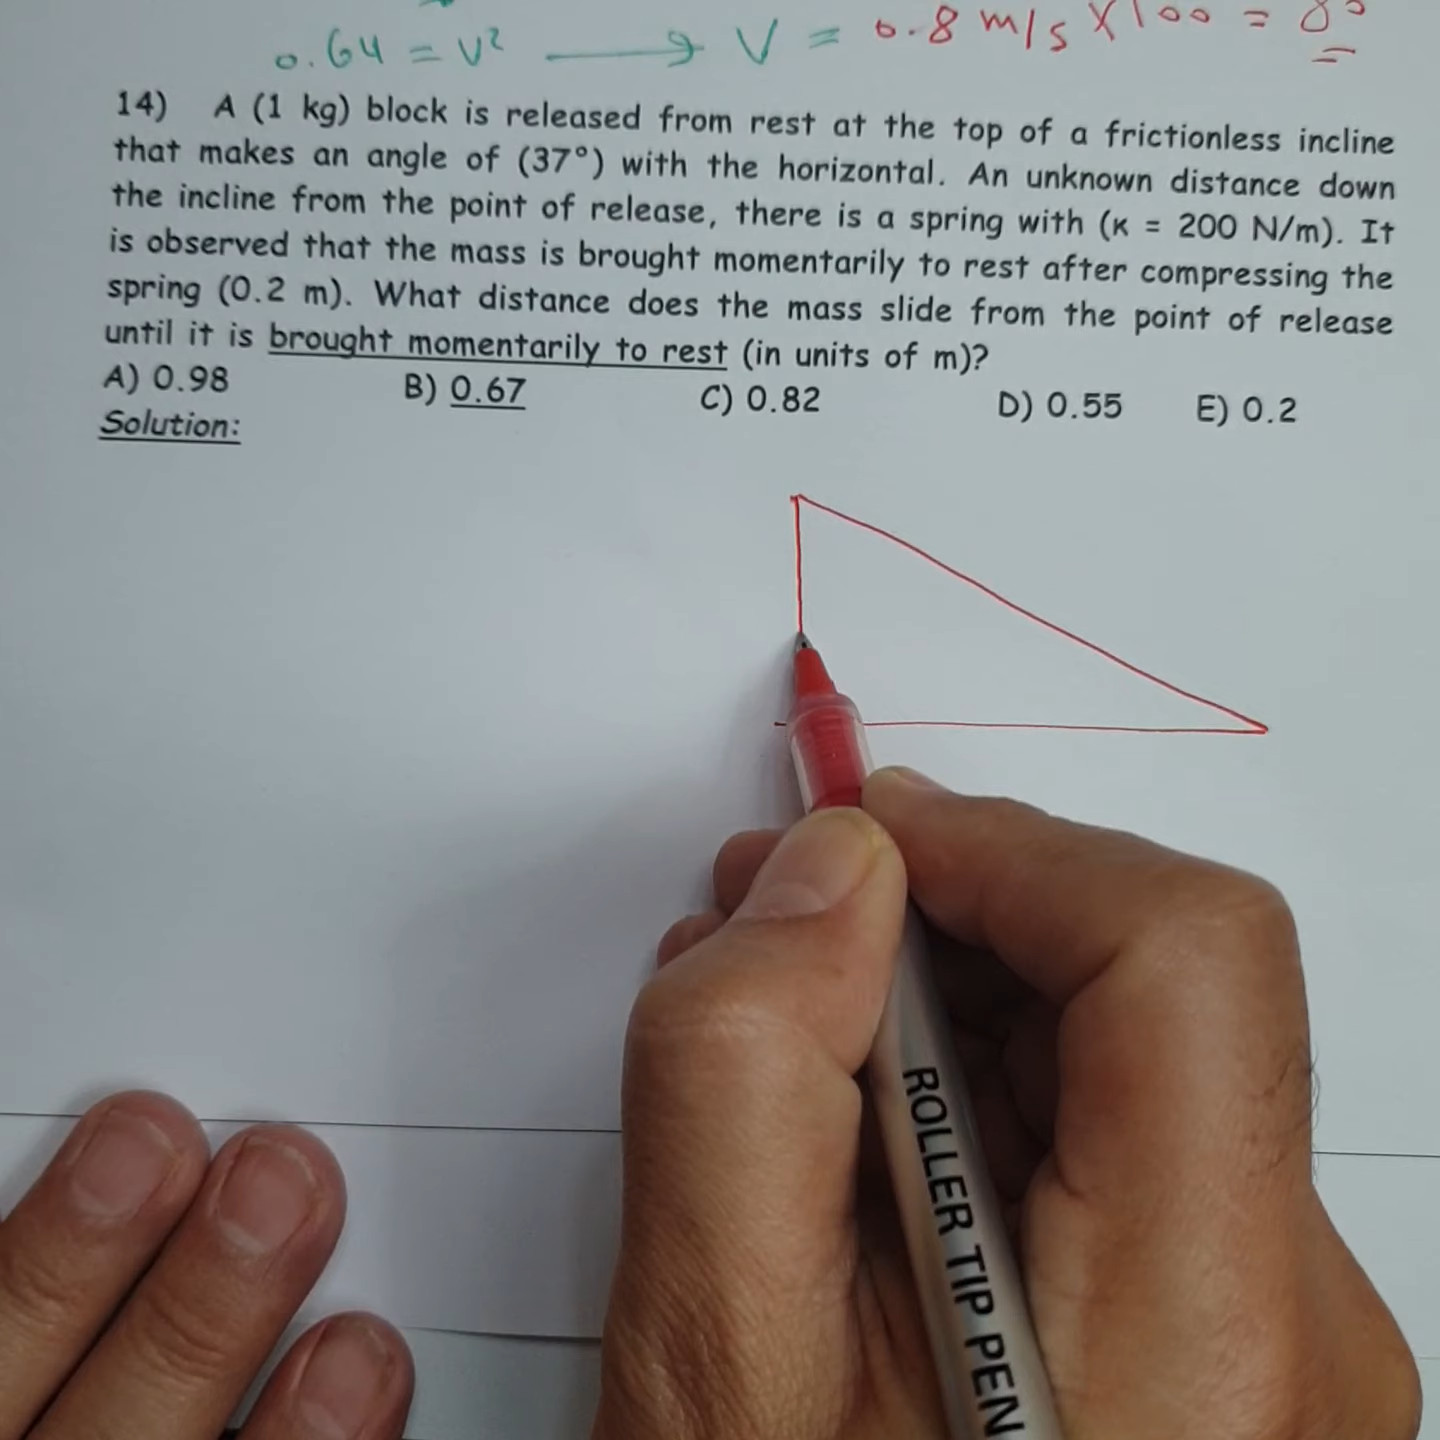 0.64 = V² → V = 0.8 m/s X 100 = 80
14) A (1 kg) block is released from rest at the top of a frictionless incline
that makes an angle of (37°) with the horizontal. An unknown distance down
the incline from the point of release, there is a spring with (κ = 200 N/m). It
is observed that the mass is brought momentarily to rest after compressing the
spring (0.2 m). What distance does the mass slide from the point of release
until it is brought momentarily to rest (in units of m)?
A) 0.98 B) 0.67 C) 0.82 D) 0.55 E) 0.2
Solution:
ROLLER TIP PEN